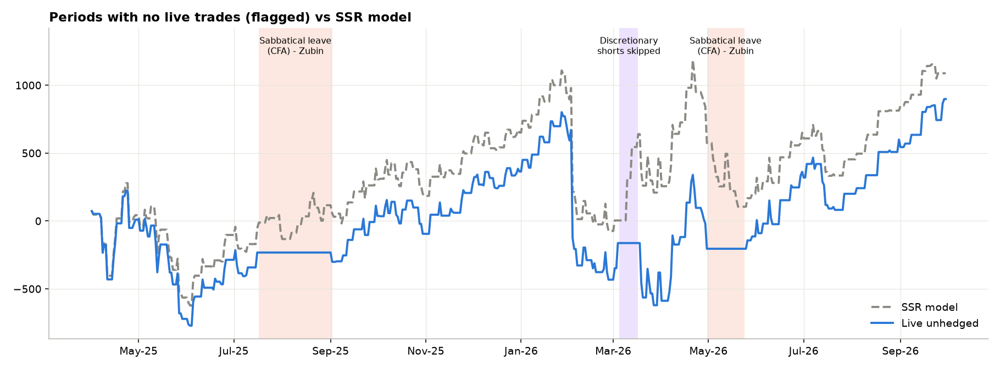 Periods with no live trades (flagged) vs SSR model
Sabbatical leave
(CFA) - Zubin
Discretionary
shorts skipped
Sabbatical leave
(CFA) - Zubin
1000
500
0
−500
SSR model
Live unhedged
May-25
Jul-25
Sep-25
Nov-25
Jan-26
Mar-26
May-26
Jul-26
Sep-26